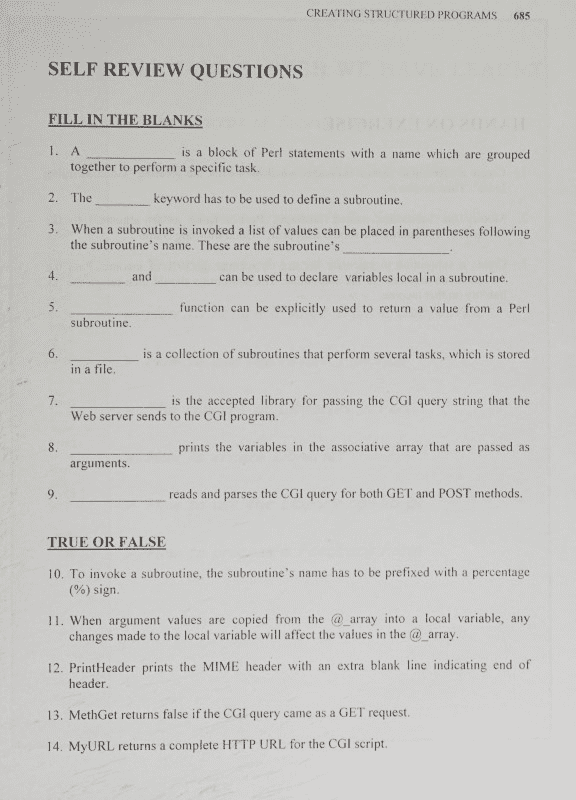 CREATING STRUCTURED PROGRAMS 685
SELF REVIEW QUESTIONS
FILL IN THE BLANKS
1. A ____________ is a block of Perl statements with a name which are grouped
together to perform a specific task.
2. The ________ keyword has to be used to define a subroutine.
3. When a subroutine is invoked a list of values can be placed in parentheses following
the subroutine's name. These are the subroutine's ________________.
4. ________ and ________ can be used to declare variables local in a subroutine.
5. ______________ function can be explicitly used to return a value from a Perl
subroutine.
6. __________ is a collection of subroutines that perform several tasks, which is stored
in a file.
7. ______________ is the accepted library for passing the CGI query string that the
Web server sends to the CGI program.
8. ______________ prints the variables in the associative array that are passed as
arguments.
9. ______________ reads and parses the CGI query for both GET and POST methods.
TRUE OR FALSE
10. To invoke a subroutine, the subroutine's name has to be prefixed with a percentage
(%) sign.
11. When argument values are copied from the @_array into a local variable, any
changes made to the local variable will affect the values in the @_array.
12. PrintHeader prints the MIME header with an extra blank line indicating end of
header.
13. MethGet returns false if the CGI query came as a GET request.
14. MyURL returns a complete HTTP URL for the CGI script.